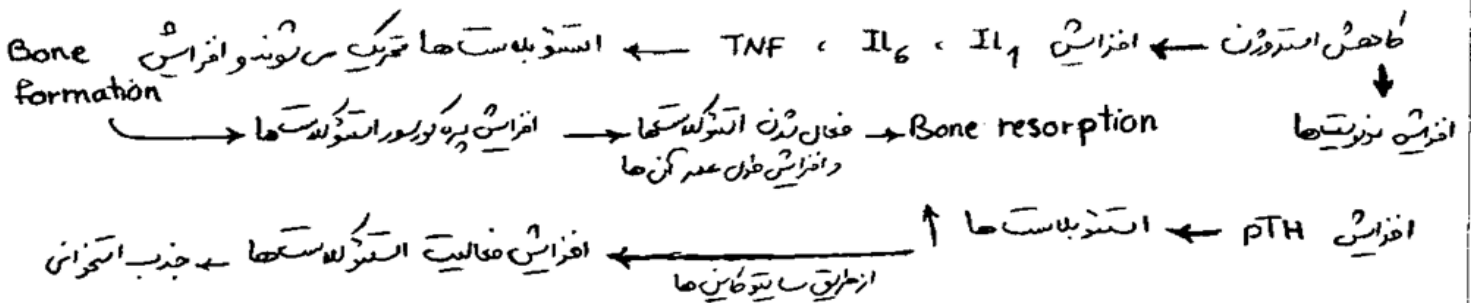 کاهش استروژن ← افزایش IL1 ، IL6 ، TNF ← استئوبلاست‌ها تحریک می‌شوند و افزایش Bone formation
افزایش مونوسیت‌ها
افزایش پره کورسور استئوکلاست‌ها → فعال شدن استئوکلاست‌ها → Bone resorption
و افزایش طول عمر آن‌ها
افزایش PTH ← استئوبلاست‌ها ↑ ← افزایش فعالیت استئوکلاست‌ها ← جذب استخوانی
از طریق سایتوکاین‌ها